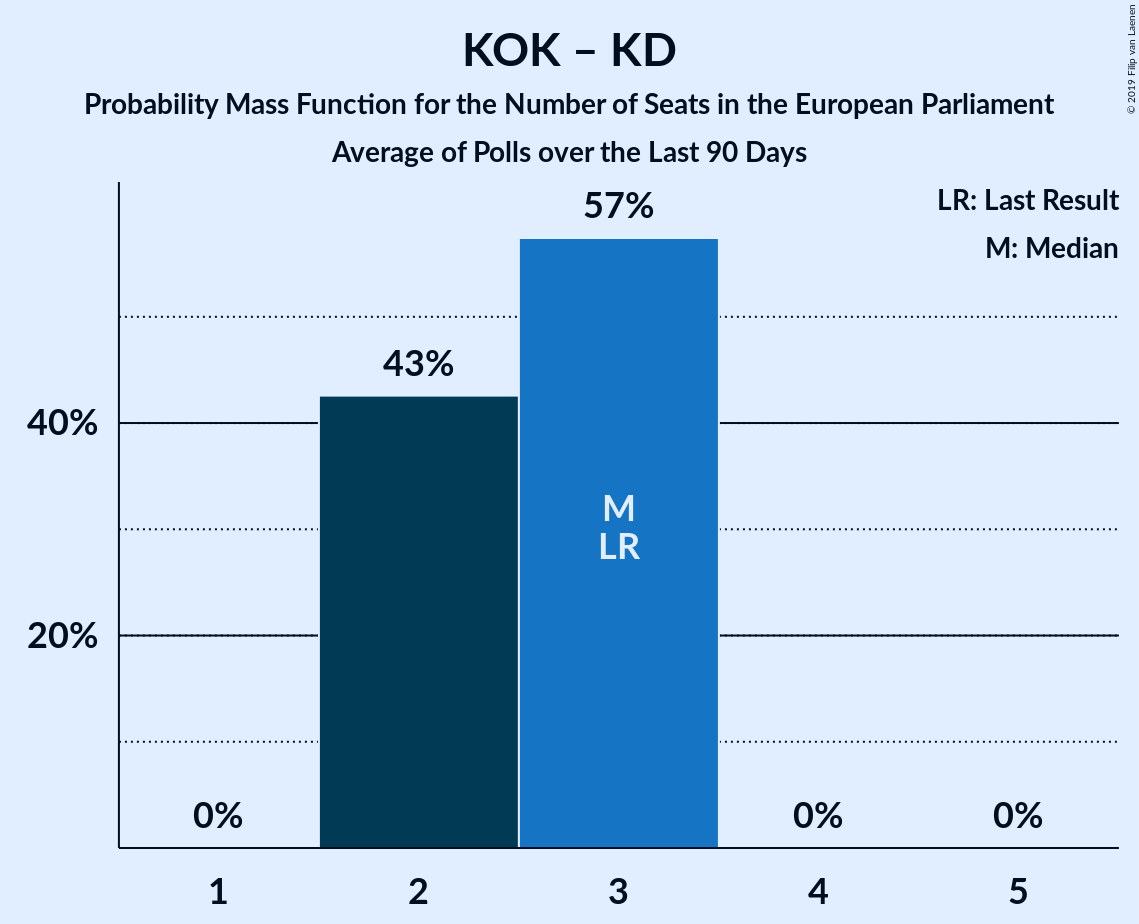 KOK – KD
Probability Mass Function for the Number of Seats in the European Parliament
Average of Polls over the Last 90 Days
© 2019 Filip van Laenen
LR: Last Result
M: Median
57%
43%
40%
M
LR
20%
0%
0%
0%
1
2
3
4
5